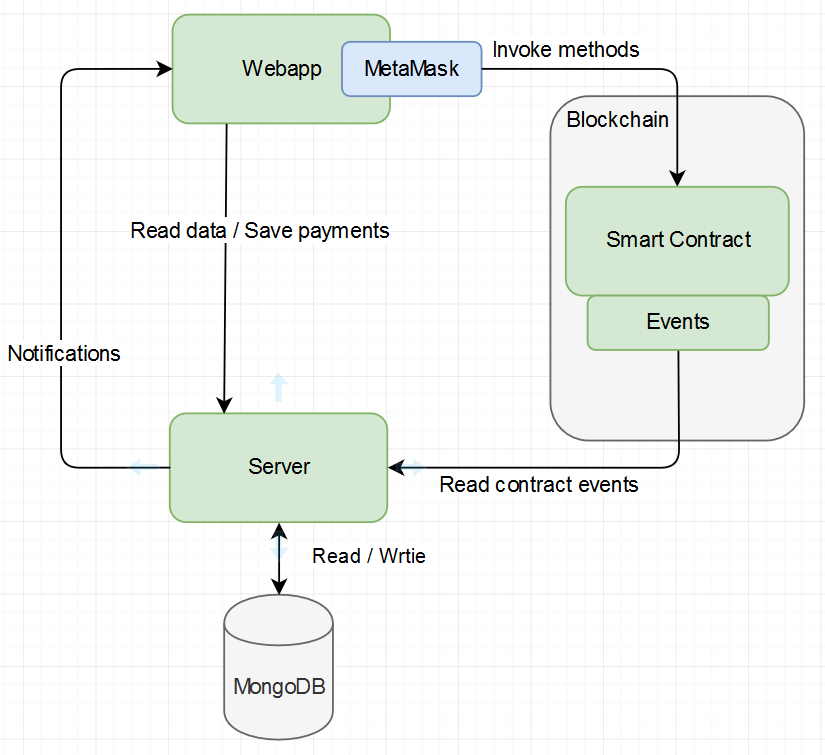 Webapp
MetaMask
Invoke methods
Blockchain
Read data / Save payments
Smart Contract
Events
Notifications
Server
Read contract events
Read / Wrtie
MongoDB